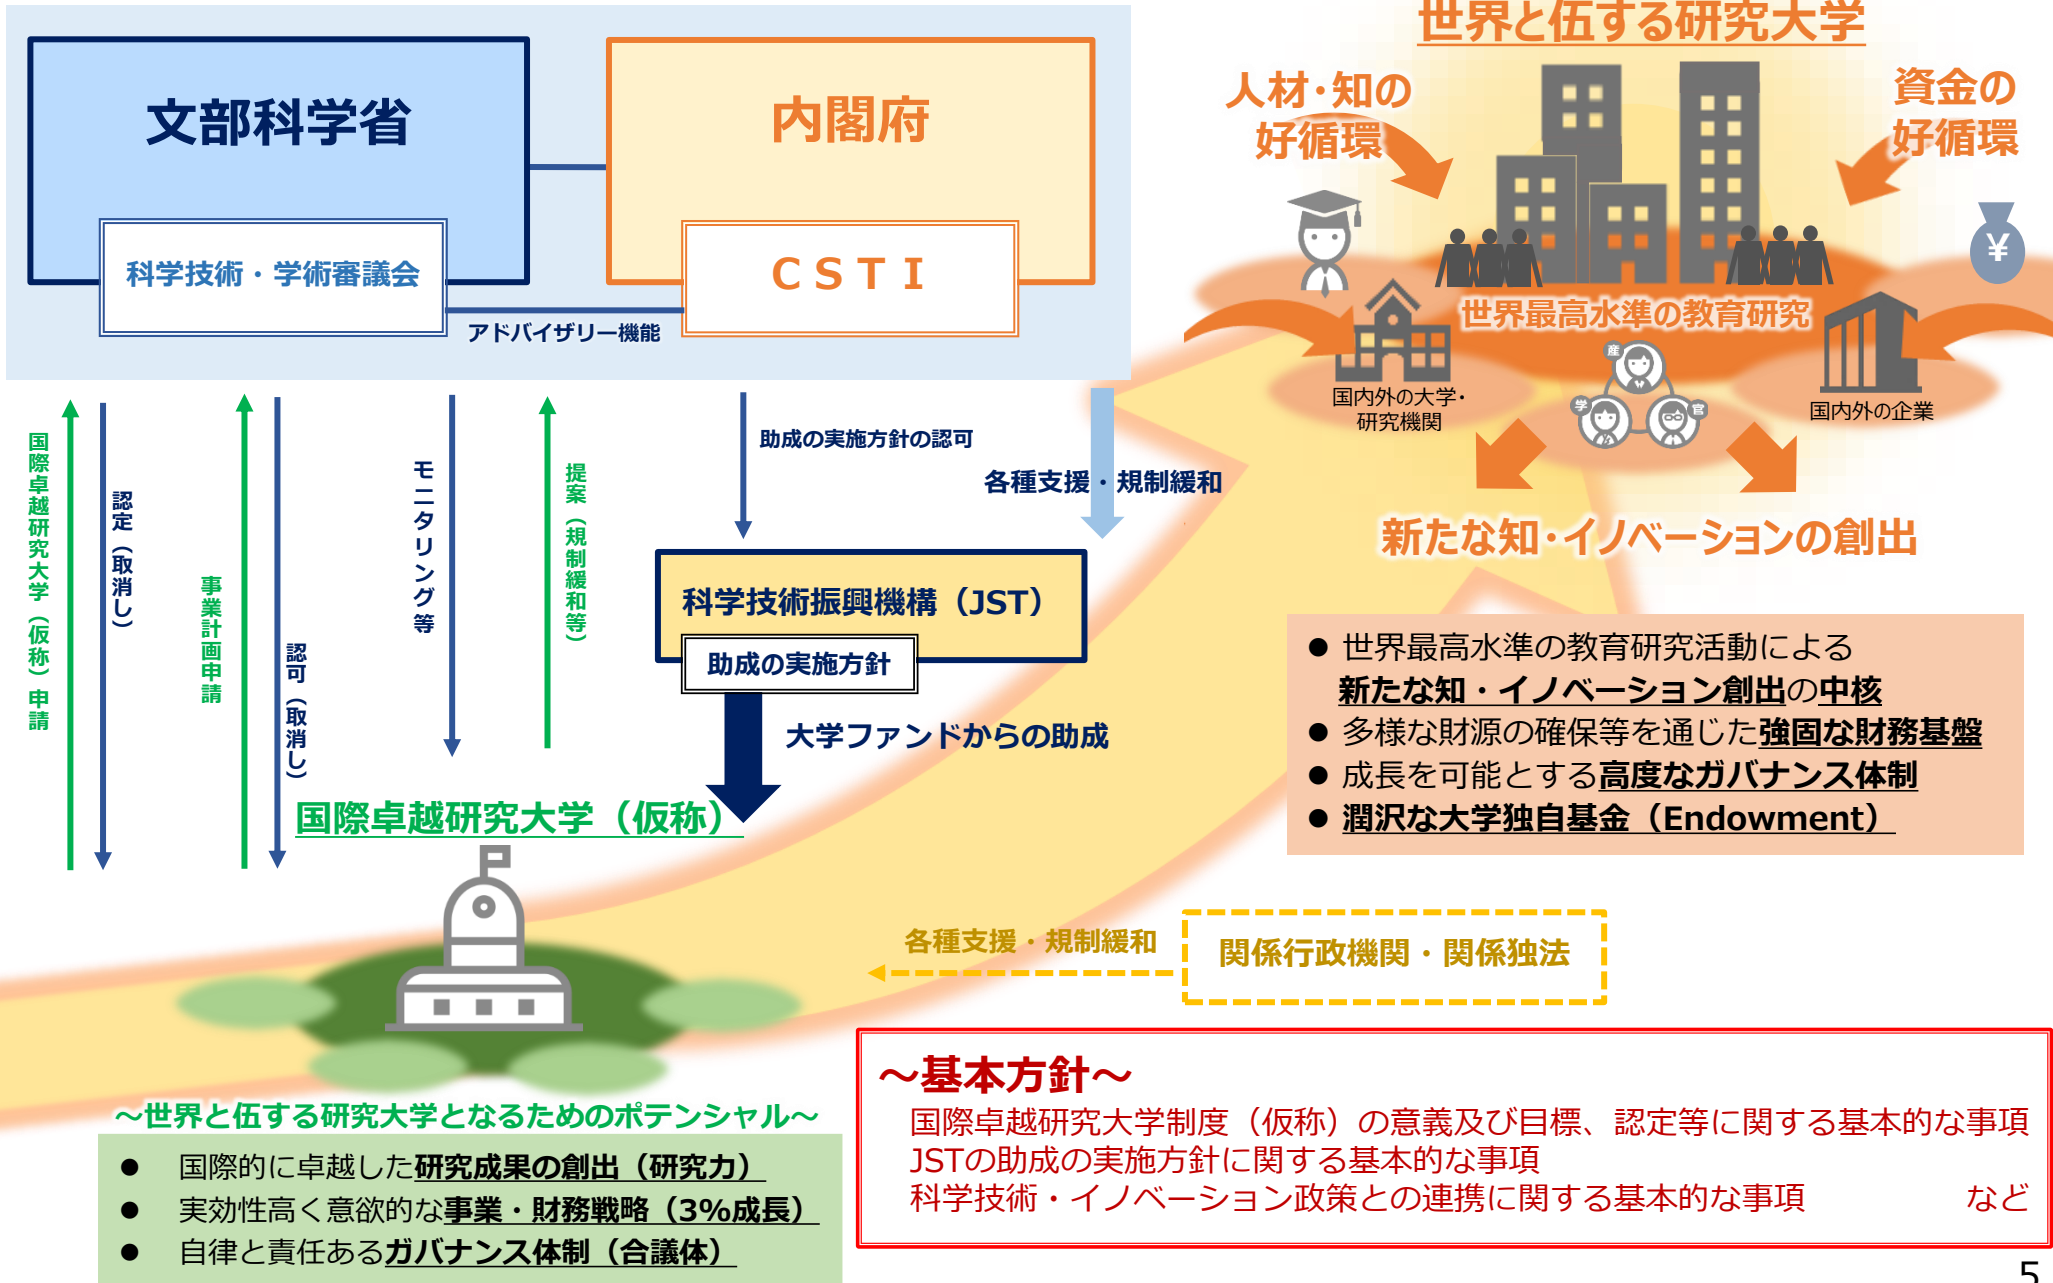 世界と伍する研究大学
文部科学省
内閣府
科学技術・学術審議会
ＣＳＴＩ
アドバイザリー機能
人材・知の
好循環
資金の
好循環
¥
世界最高水準の教育研究
産
学
官
国内外の大学・
研究機関
国内外の企業
新たな知・イノベーションの創出
国際卓越研究大学（仮称）申請
認定（取消し）
事業計画申請
認可（取消し）
モニタリング等
提案（規制緩和等）
助成の実施方針の認可
各種支援・規制緩和
科学技術振興機構（JST）
助成の実施方針
大学ファンドからの助成
国際卓越研究大学（仮称）
● 世界最高水準の教育研究活動による
新たな知・イノベーション創出の中核
● 多様な財源の確保等を通じた強固な財務基盤
● 成長を可能とする高度なガバナンス体制
● 潤沢な大学独自基金（Endowment）
各種支援・規制緩和
関係行政機関・関係独法
～世界と伍する研究大学となるためのポテンシャル～
● 国際的に卓越した研究成果の創出（研究力）
● 実効性高く意欲的な事業・財務戦略（3%成長）
● 自律と責任あるガバナンス体制（合議体）
～基本方針～
国際卓越研究大学制度（仮称）の意義及び目標、認定等に関する基本的な事項
JSTの助成の実施方針に関する基本的な事項
科学技術・イノベーション政策との連携に関する基本的な事項　　　　　など
5